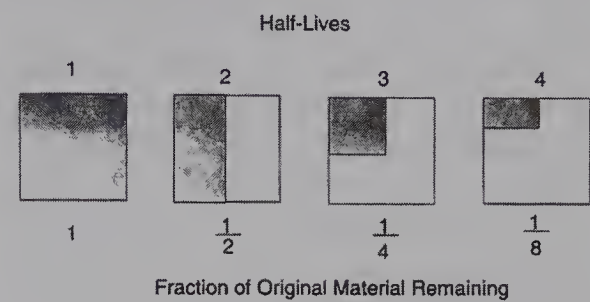 Half-Lives
1 2 3 4
1 1/2 1/4 1/8
Fraction of Original Material Remaining